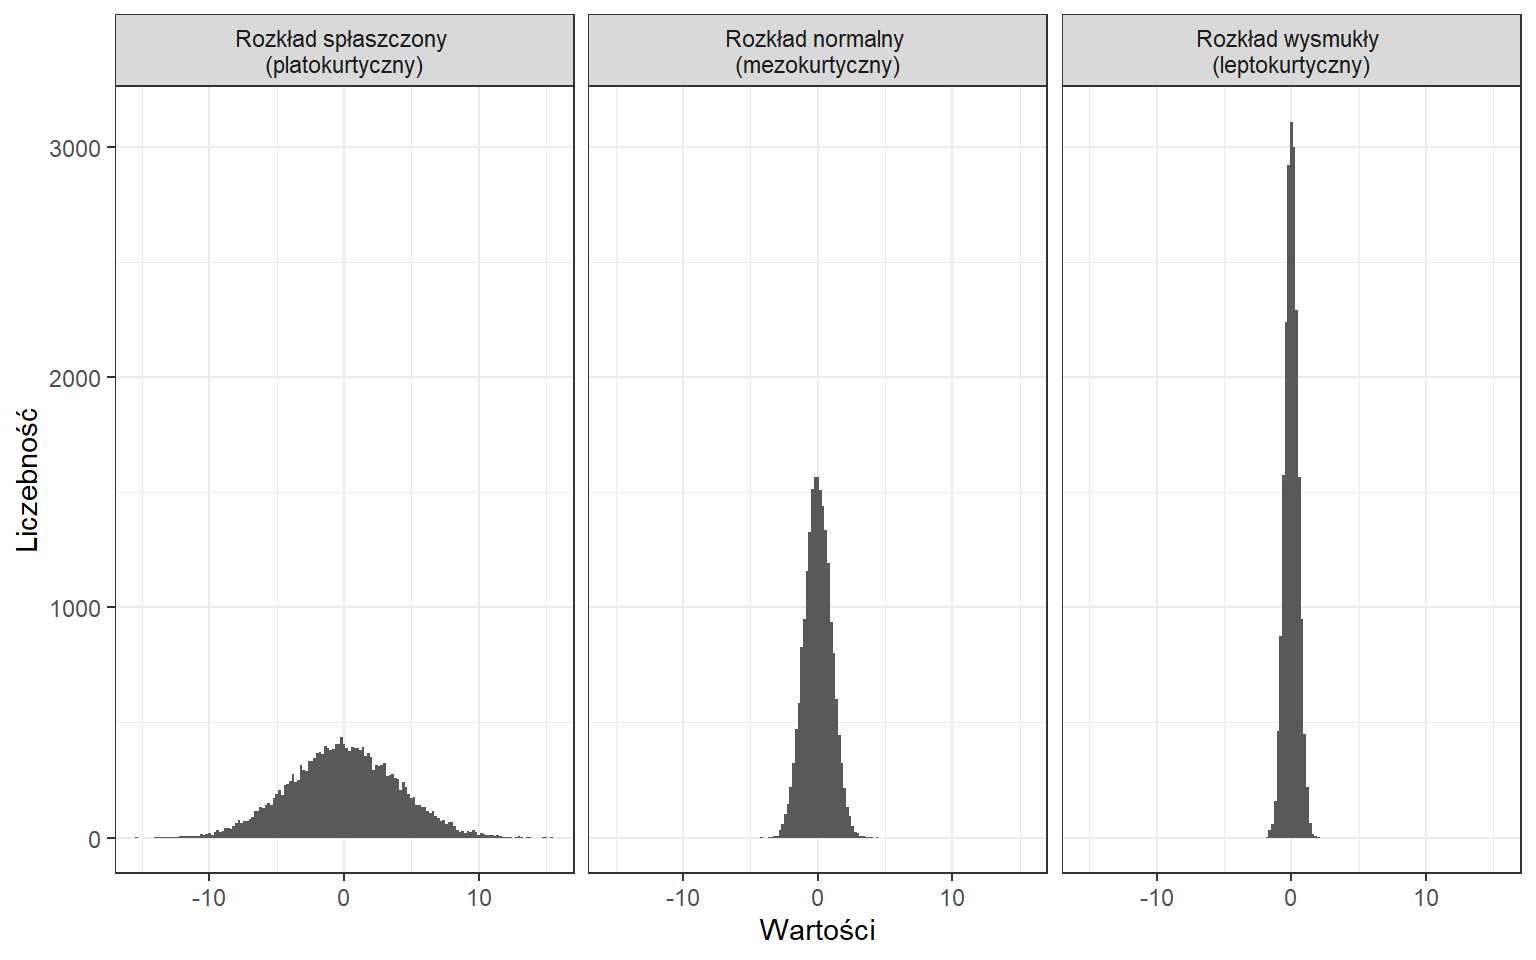 Rozkład spłaszczony
(platokurtyczny)
Rozkład normalny
(mezokurtyczny)
Rozkład wysmukły
(leptokurtyczny)
Liczebność
3000
2000
1000
0
-10 0 10
-10 0 10
-10 0 10
Wartości